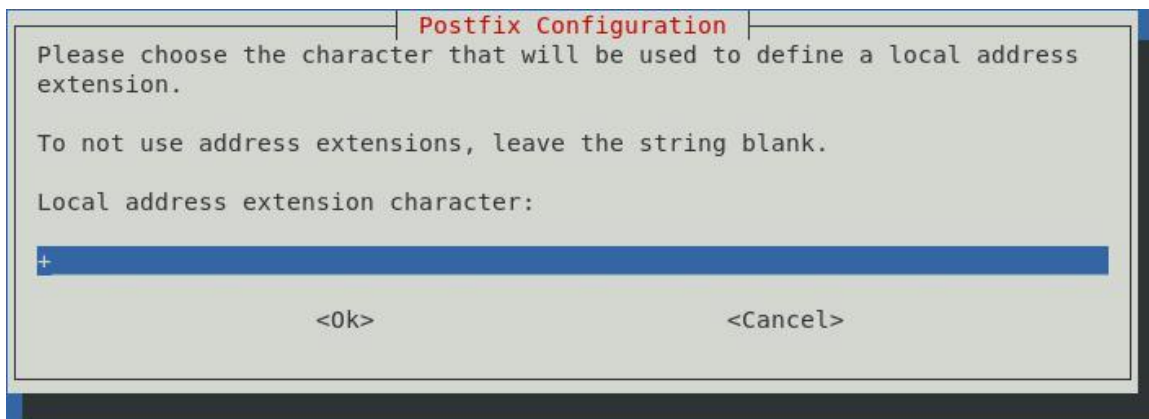 Postfix Configuration
Please choose the character that will be used to define a local address
extension.
To not use address extensions, leave the string blank.
Local address extension character:
+
<Ok> <Cancel>